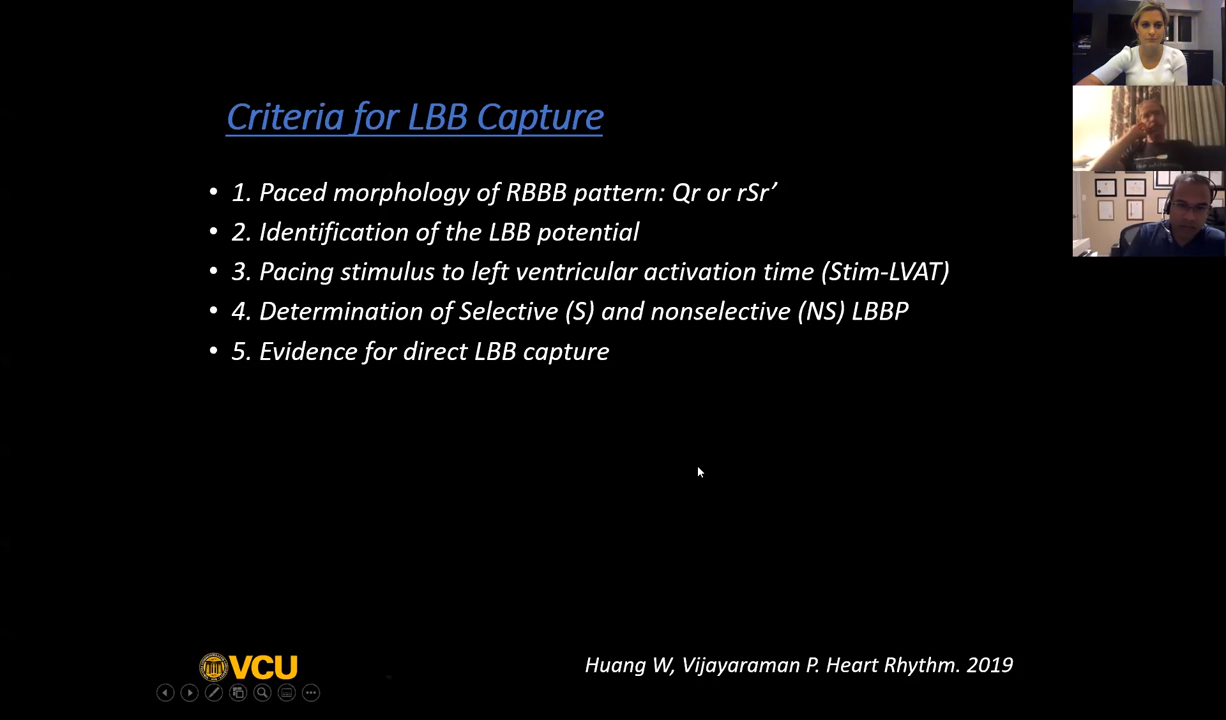 Criteria for LBB Capture
• 1. Paced morphology of RBBB pattern: Qr or rSr’
• 2. Identification of the LBB potential
• 3. Pacing stimulus to left ventricular activation time (Stim-LVAT)
• 4. Determination of Selective (S) and nonselective (NS) LBBP
• 5. Evidence for direct LBB capture
VCU
Huang W, Vijayaraman P. Heart Rhythm. 2019